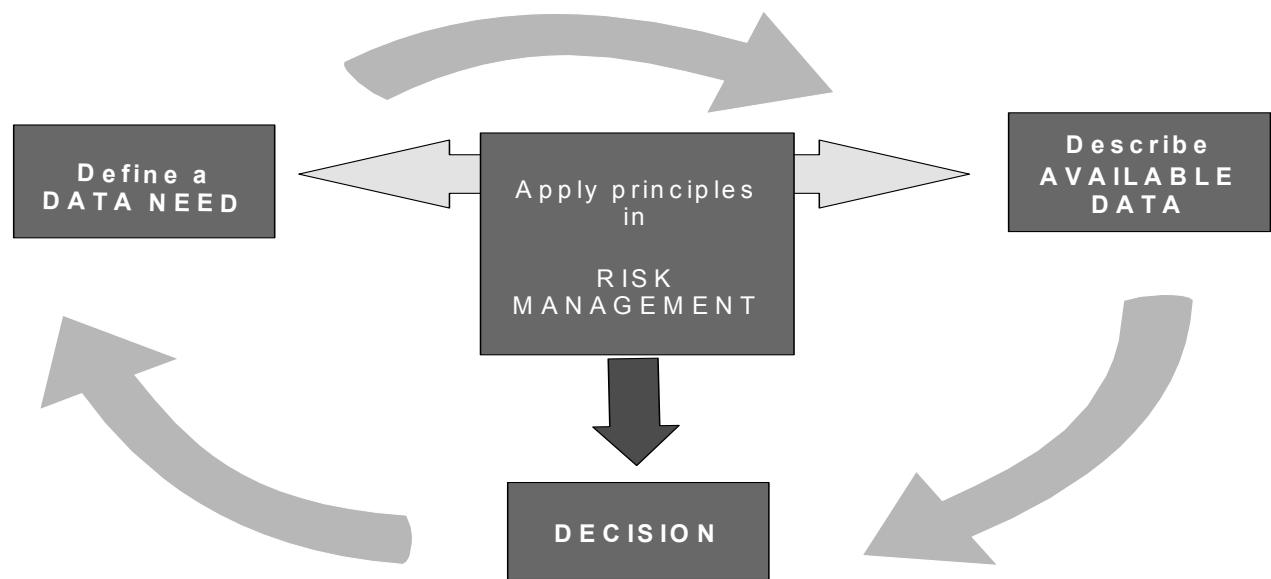 Define a
DATA NEED
Apply principles
in
RISK
MANAGEMENT
Describe
AVAILABLE
DATA
DECISION